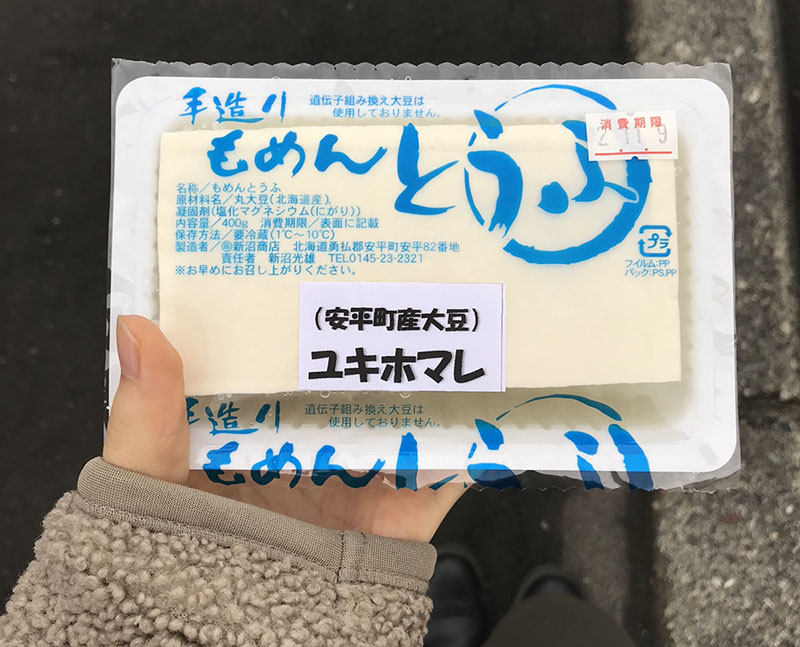 手造り
遺伝子組み換え大豆は
使用しておりません。
もめんとうふ
消費期限
2 11 9
名称/もめんとうふ
原材料名/丸大豆(北海道産)、
凝固剤(塩化マグネシウム(にがり))
内容量/400g 消費期限/表面に記載
保存方法/要冷蔵(1℃〜10℃)
製造者/㊑新沼商店 北海道勇払郡安平町安平82番地
責任者 新沼光雄 TEL0145-23-2321
※お早めにお召し上がりください。
プラ
フィルム:PP
パック:PS,PP
(安平町産大豆)
ユキホマレ
手造り
遺伝子組み換え大豆は
使用しておりません。
もめんとうふ